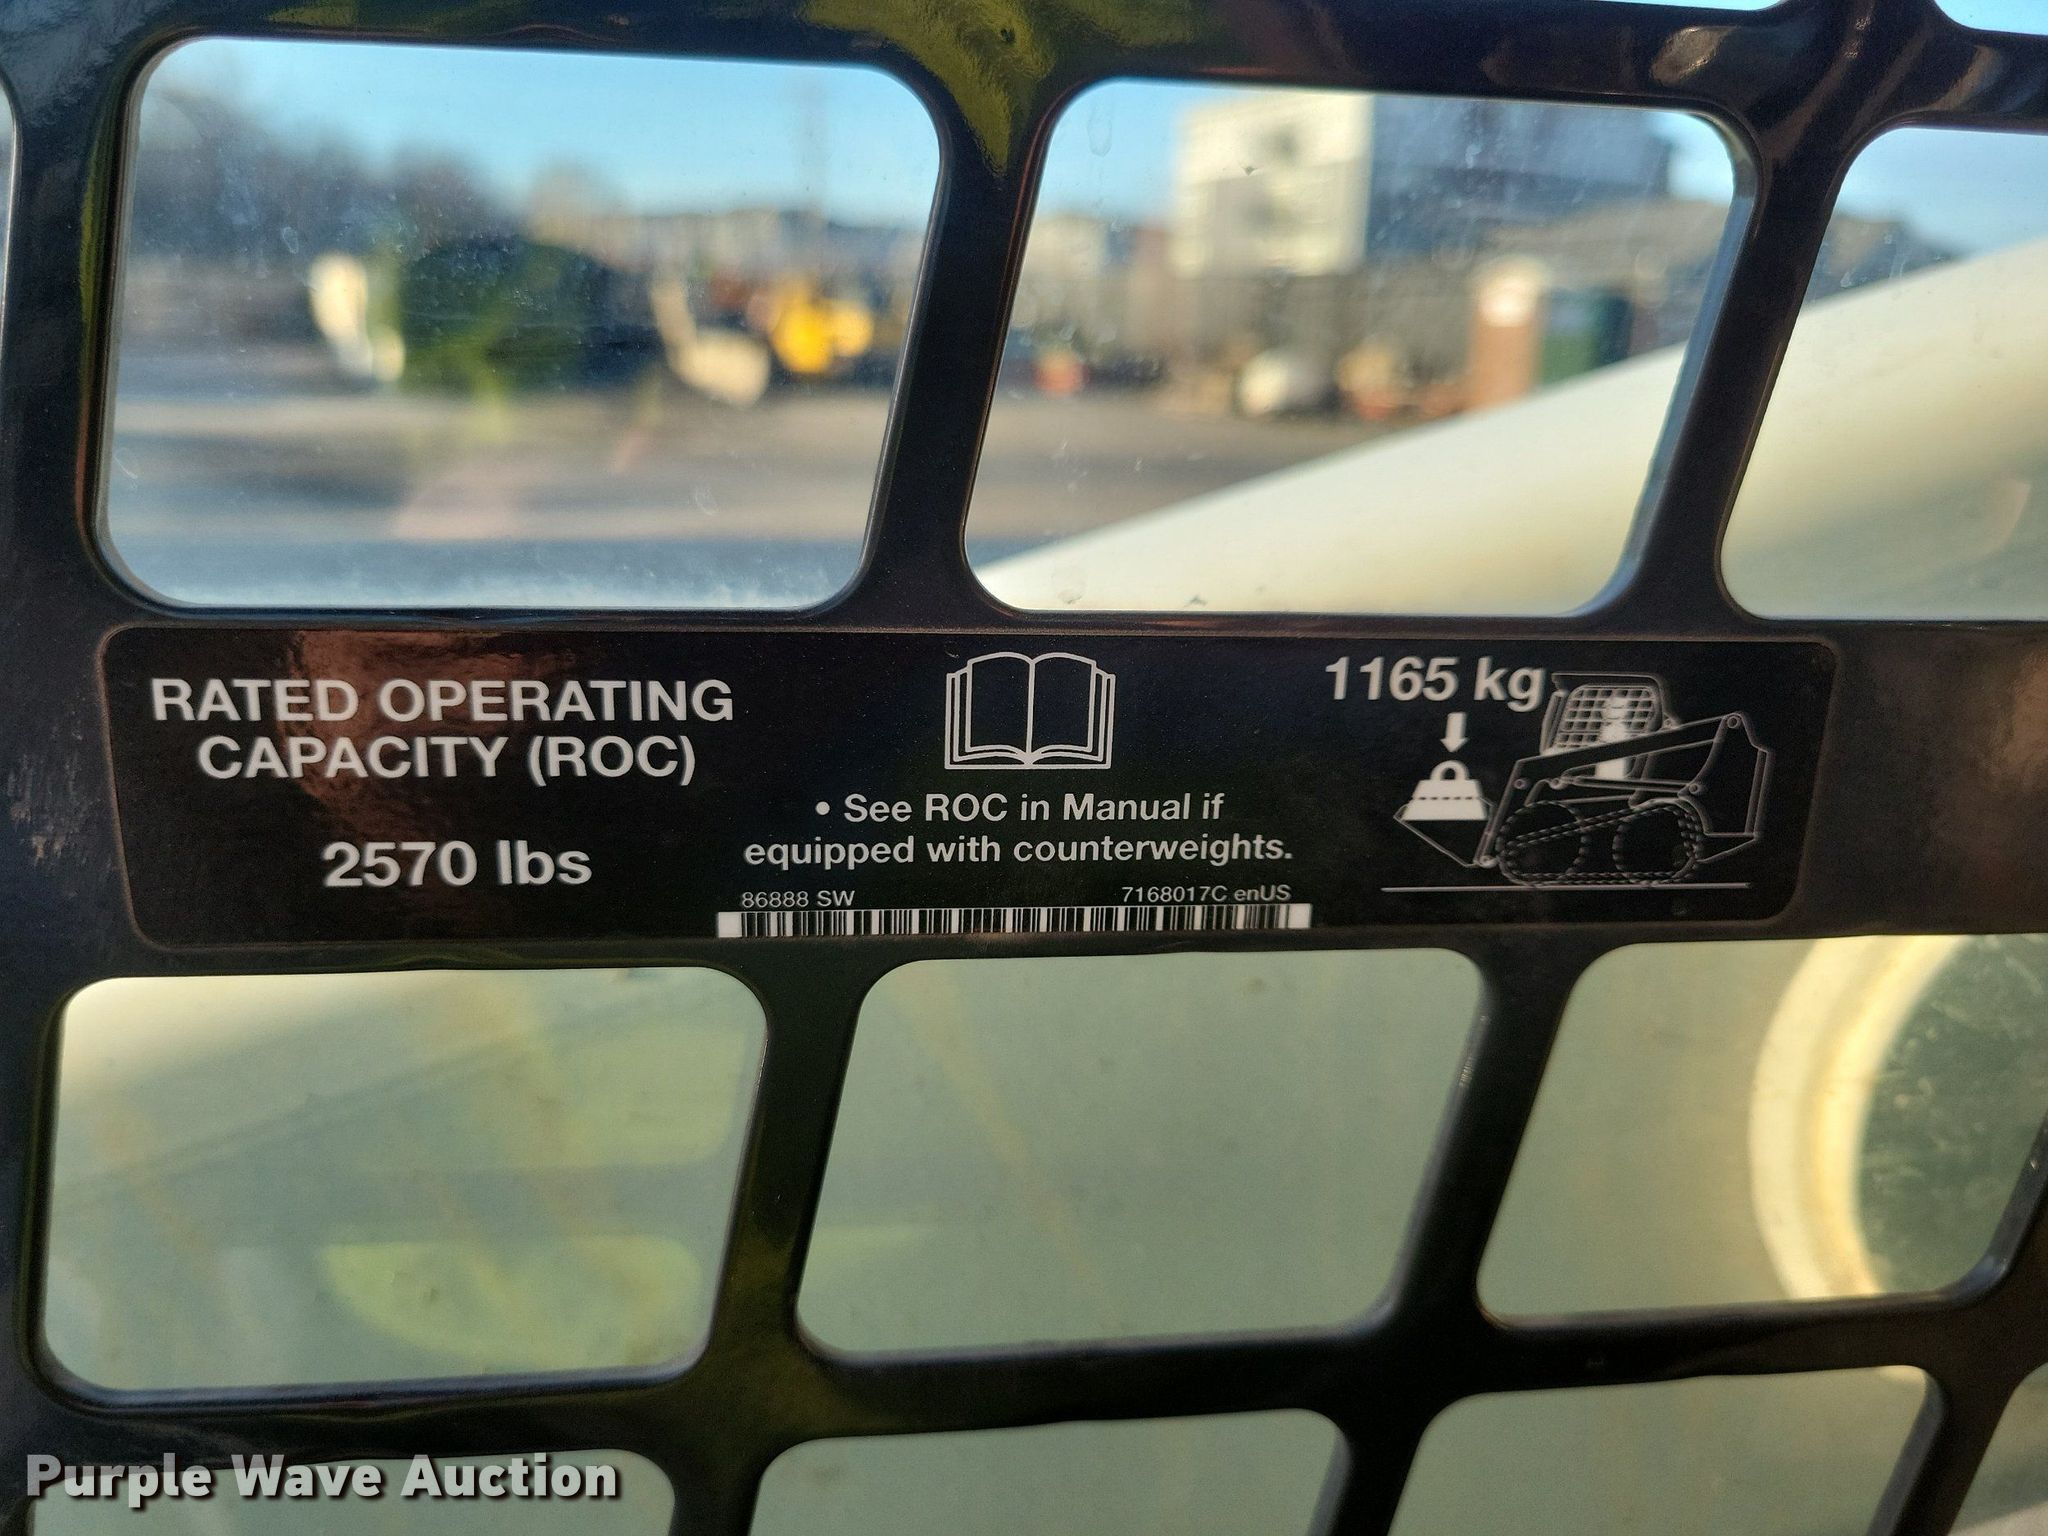 RATED OPERATING
CAPACITY (ROC)
2570 lbs
• See ROC in Manual if
equipped with counterweights.
86888 SW 7168017C enUS
1165 kg
Purple Wave Auction